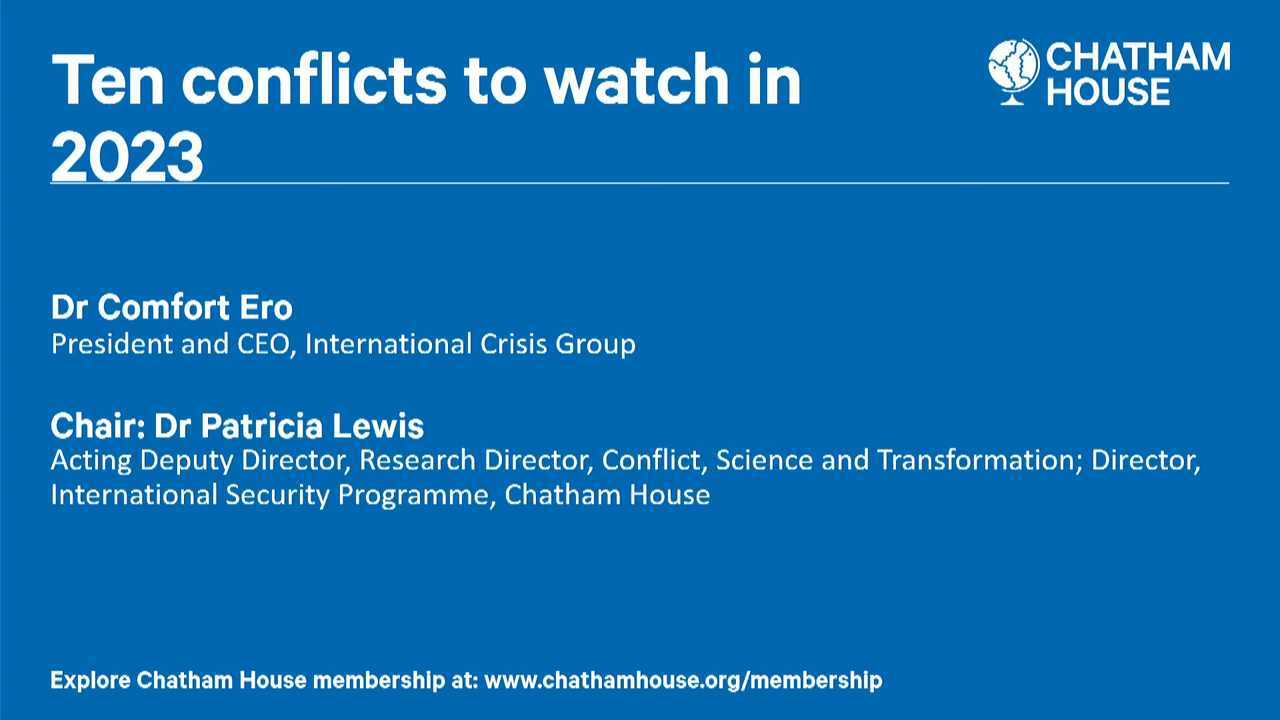 Ten conflicts to watch in
2023
CHATHAM
HOUSE
Dr Comfort Ero
President and CEO, International Crisis Group
Chair: Dr Patricia Lewis
Acting Deputy Director, Research Director, Conflict, Science and Transformation; Director,
International Security Programme, Chatham House
Explore Chatham House membership at: www.chathamhouse.org/membership